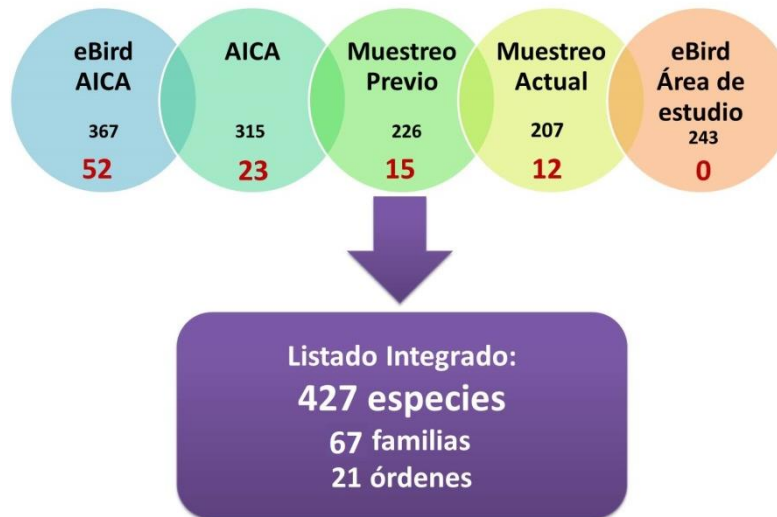 eBird
AICA
367
52
AICA
315
23
Muestreo
Previo
226
15
Muestreo
Actual
207
12
eBird
Área de
estudio
243
0
Listado Integrado:
427 especies
67 familias
21 órdenes